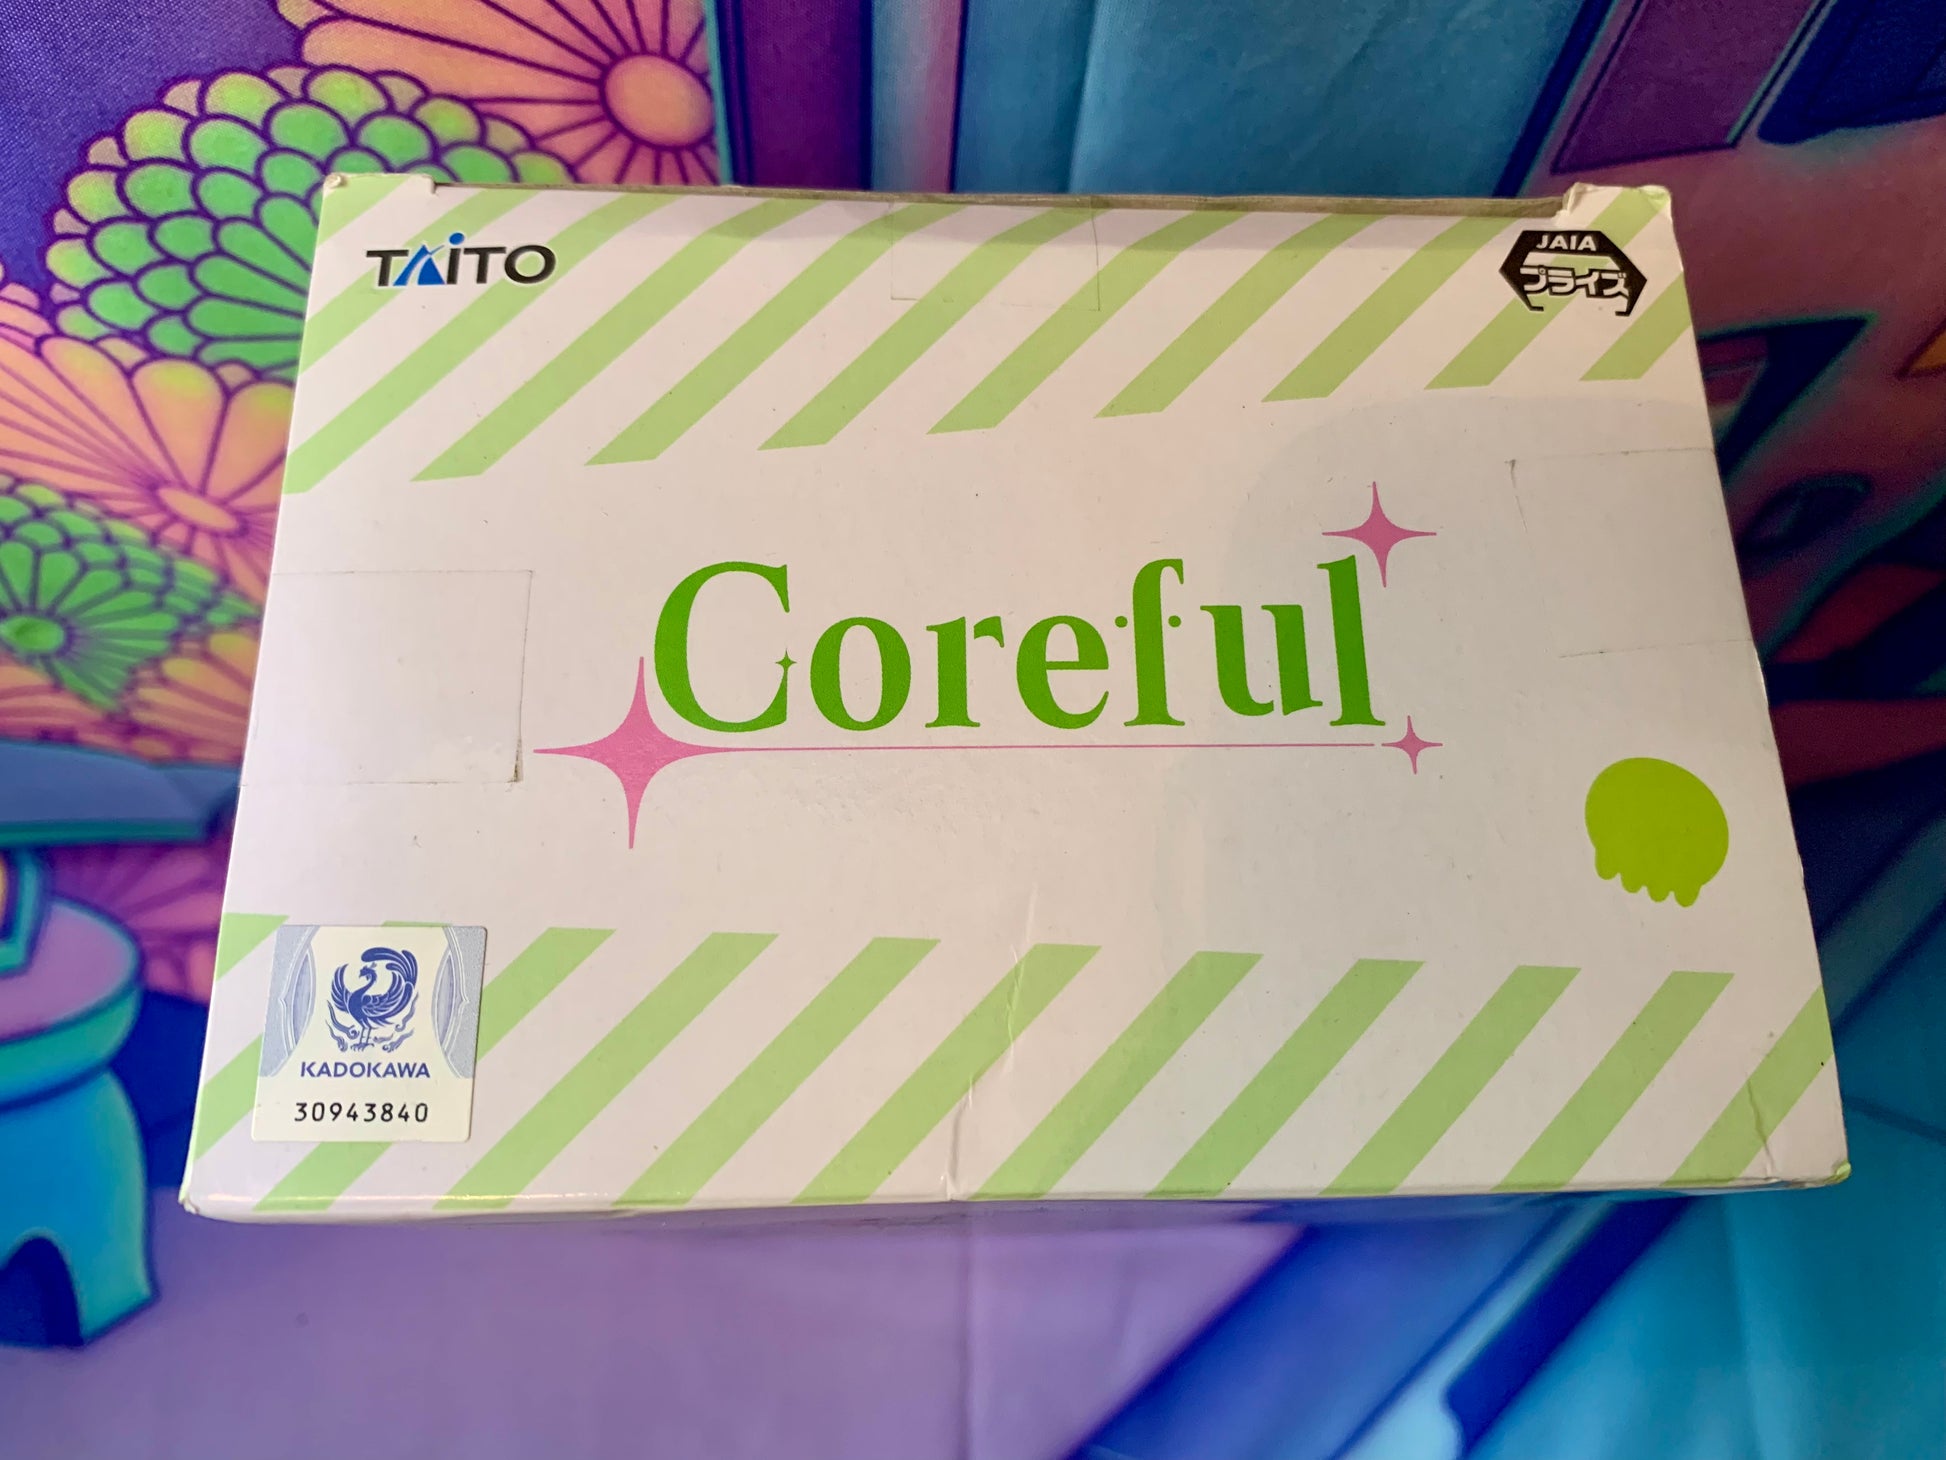 TAiTO
JAIA
プライズ
Coreful
KADOKAWA
30943840